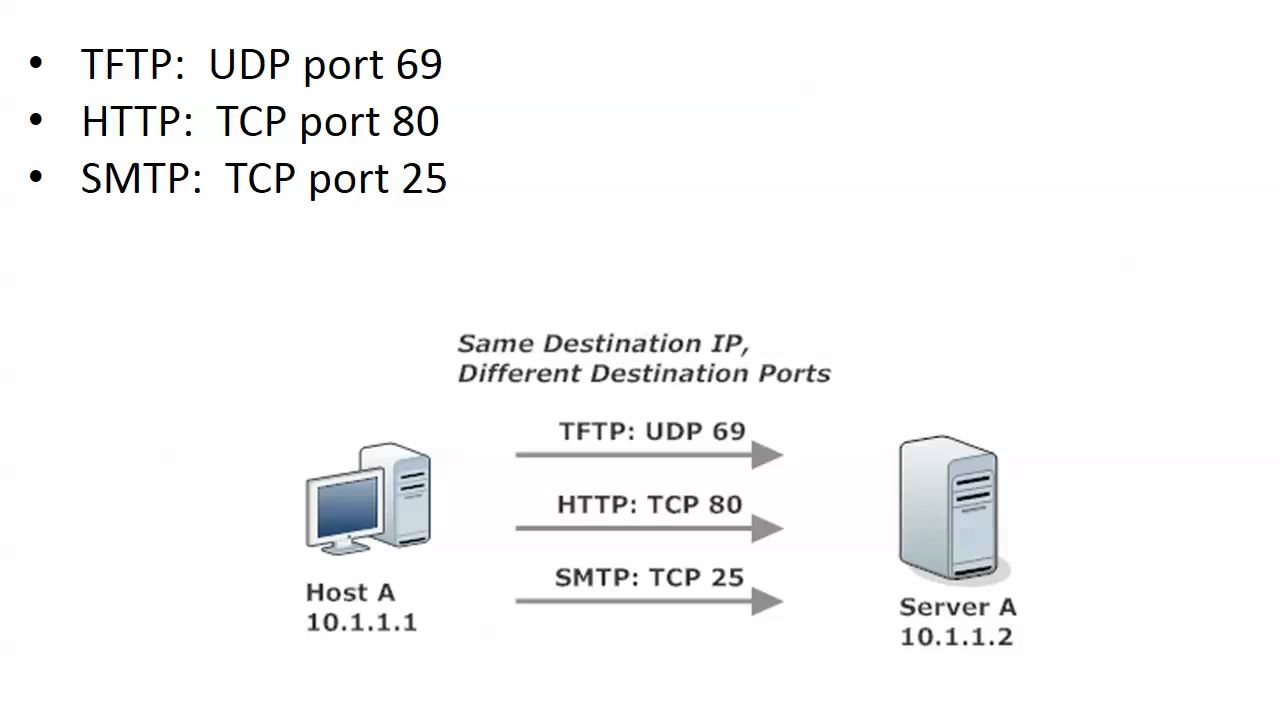 • TFTP: UDP port 69
• HTTP: TCP port 80
• SMTP: TCP port 25
Same Destination IP,
Different Destination Ports
TFTP: UDP 69
HTTP: TCP 80
SMTP: TCP 25
Host A
10.1.1.1
Server A
10.1.1.2